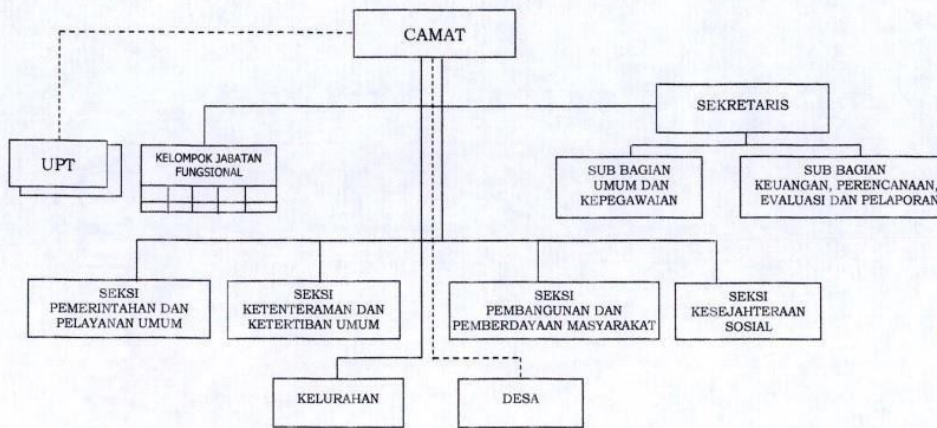 CAMAT
SEKRETARIS
UPT
KELOMPOK JABATAN
FUNGSIONAL
SUB BAGIAN
UMUM DAN
KEPEGAWAIAN
SUB BAGIAN
KEUANGAN, PERENCANAAN,
EVALUASI DAN PELAPORAN
SEKSI
PEMERINTAHAN DAN
PELAYANAN UMUM
SEKSI
KETENTERAMAN DAN
KETERTIBAN UMUM
SEKSI
PEMBANGUNAN DAN
PEMBERDAYAAN MASYARAKAT
SEKSI
KESEJAHTERAAN
SOSIAL
KELURAHAN
DESA